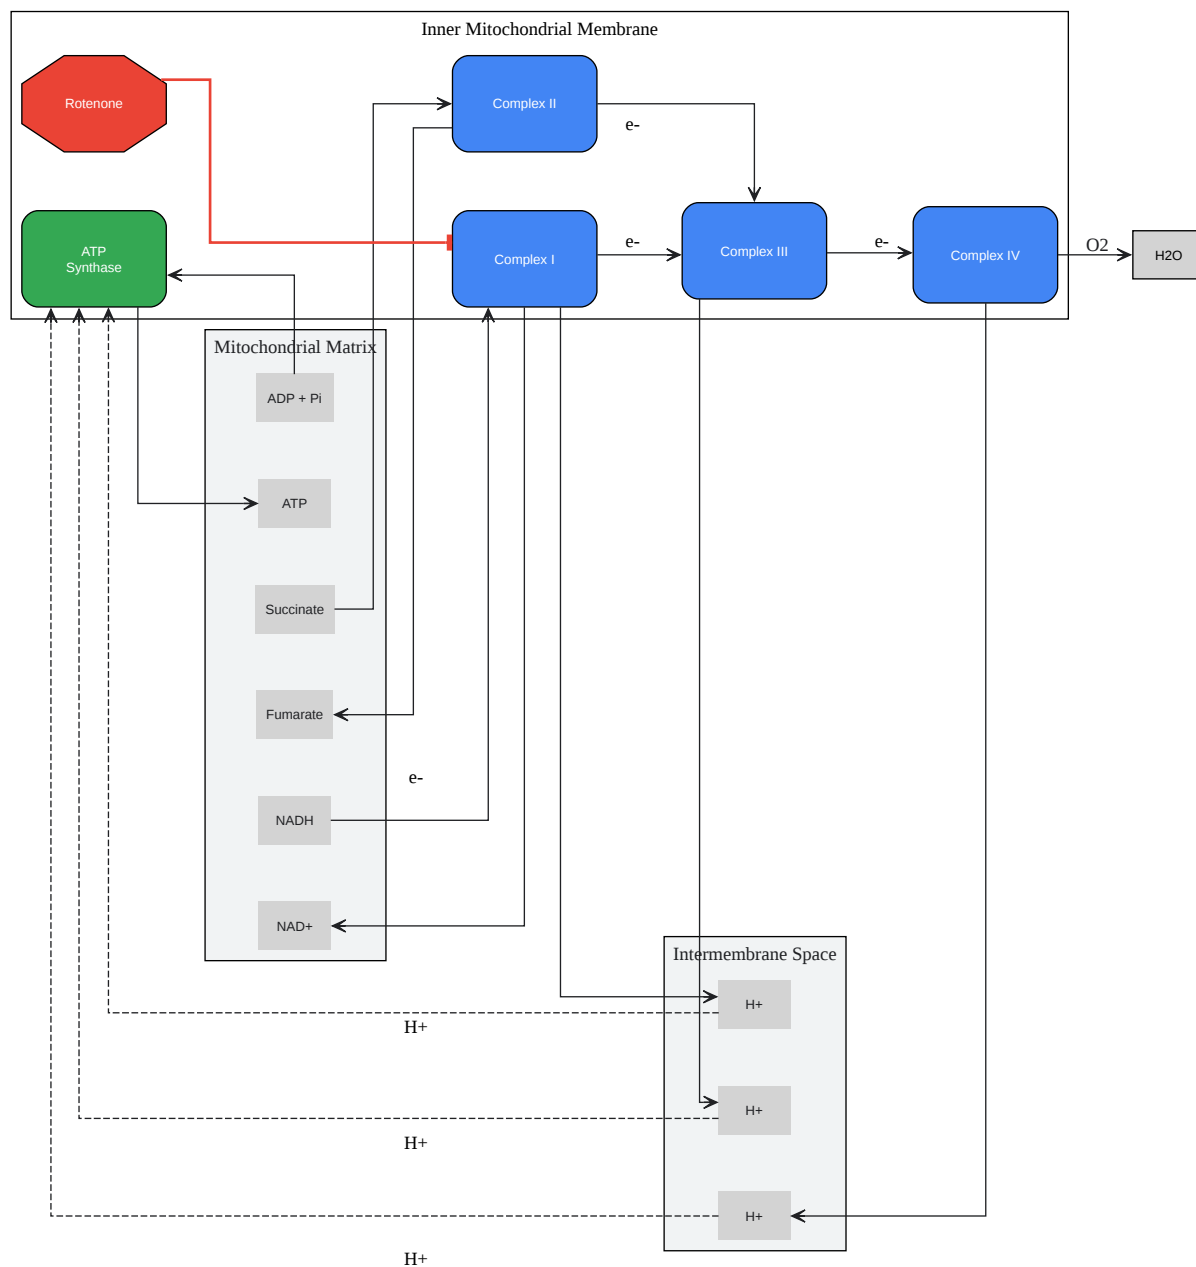 Inner Mitochondrial Membrane
Rotenone
Complex II
e-
ATP
Synthase
Complex I
e-
Complex III
e-
Complex IV
O2
H2O
Mitochondrial Matrix
ADP + Pi
ATP
Succinate
Fumarate
e-
NADH
NAD+
Intermembrane Space
H+
H+
H+
H+
H+
H+